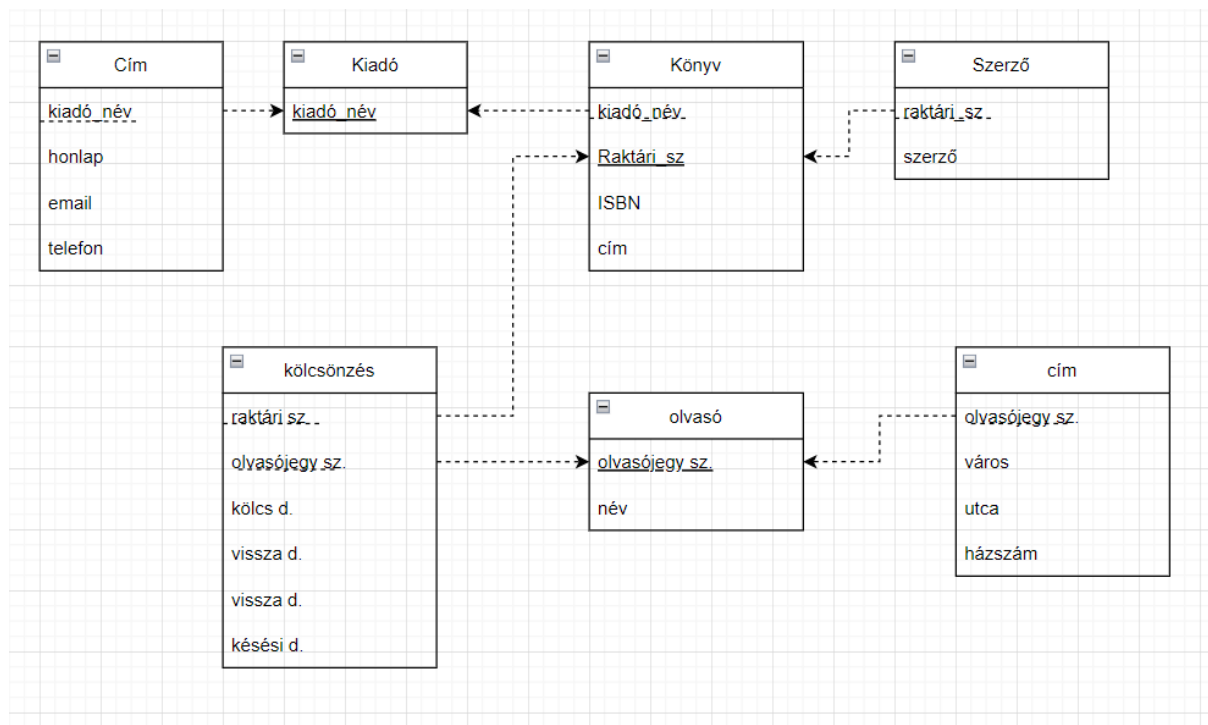 Cím
kiadó_név
honlap
email
telefon
Kiadó
kiadó_név
Könyv
kiadó_név
Raktári_sz
ISBN
cím
Szerző
raktári_sz
szerző
kölcsönzés
raktári sz.
olvasójegy sz.
kölcs d.
vissza d.
vissza d.
késési d.
olvasó
olvasójegy sz.
név
cím
olvasójegy sz.
város
utca
házszám